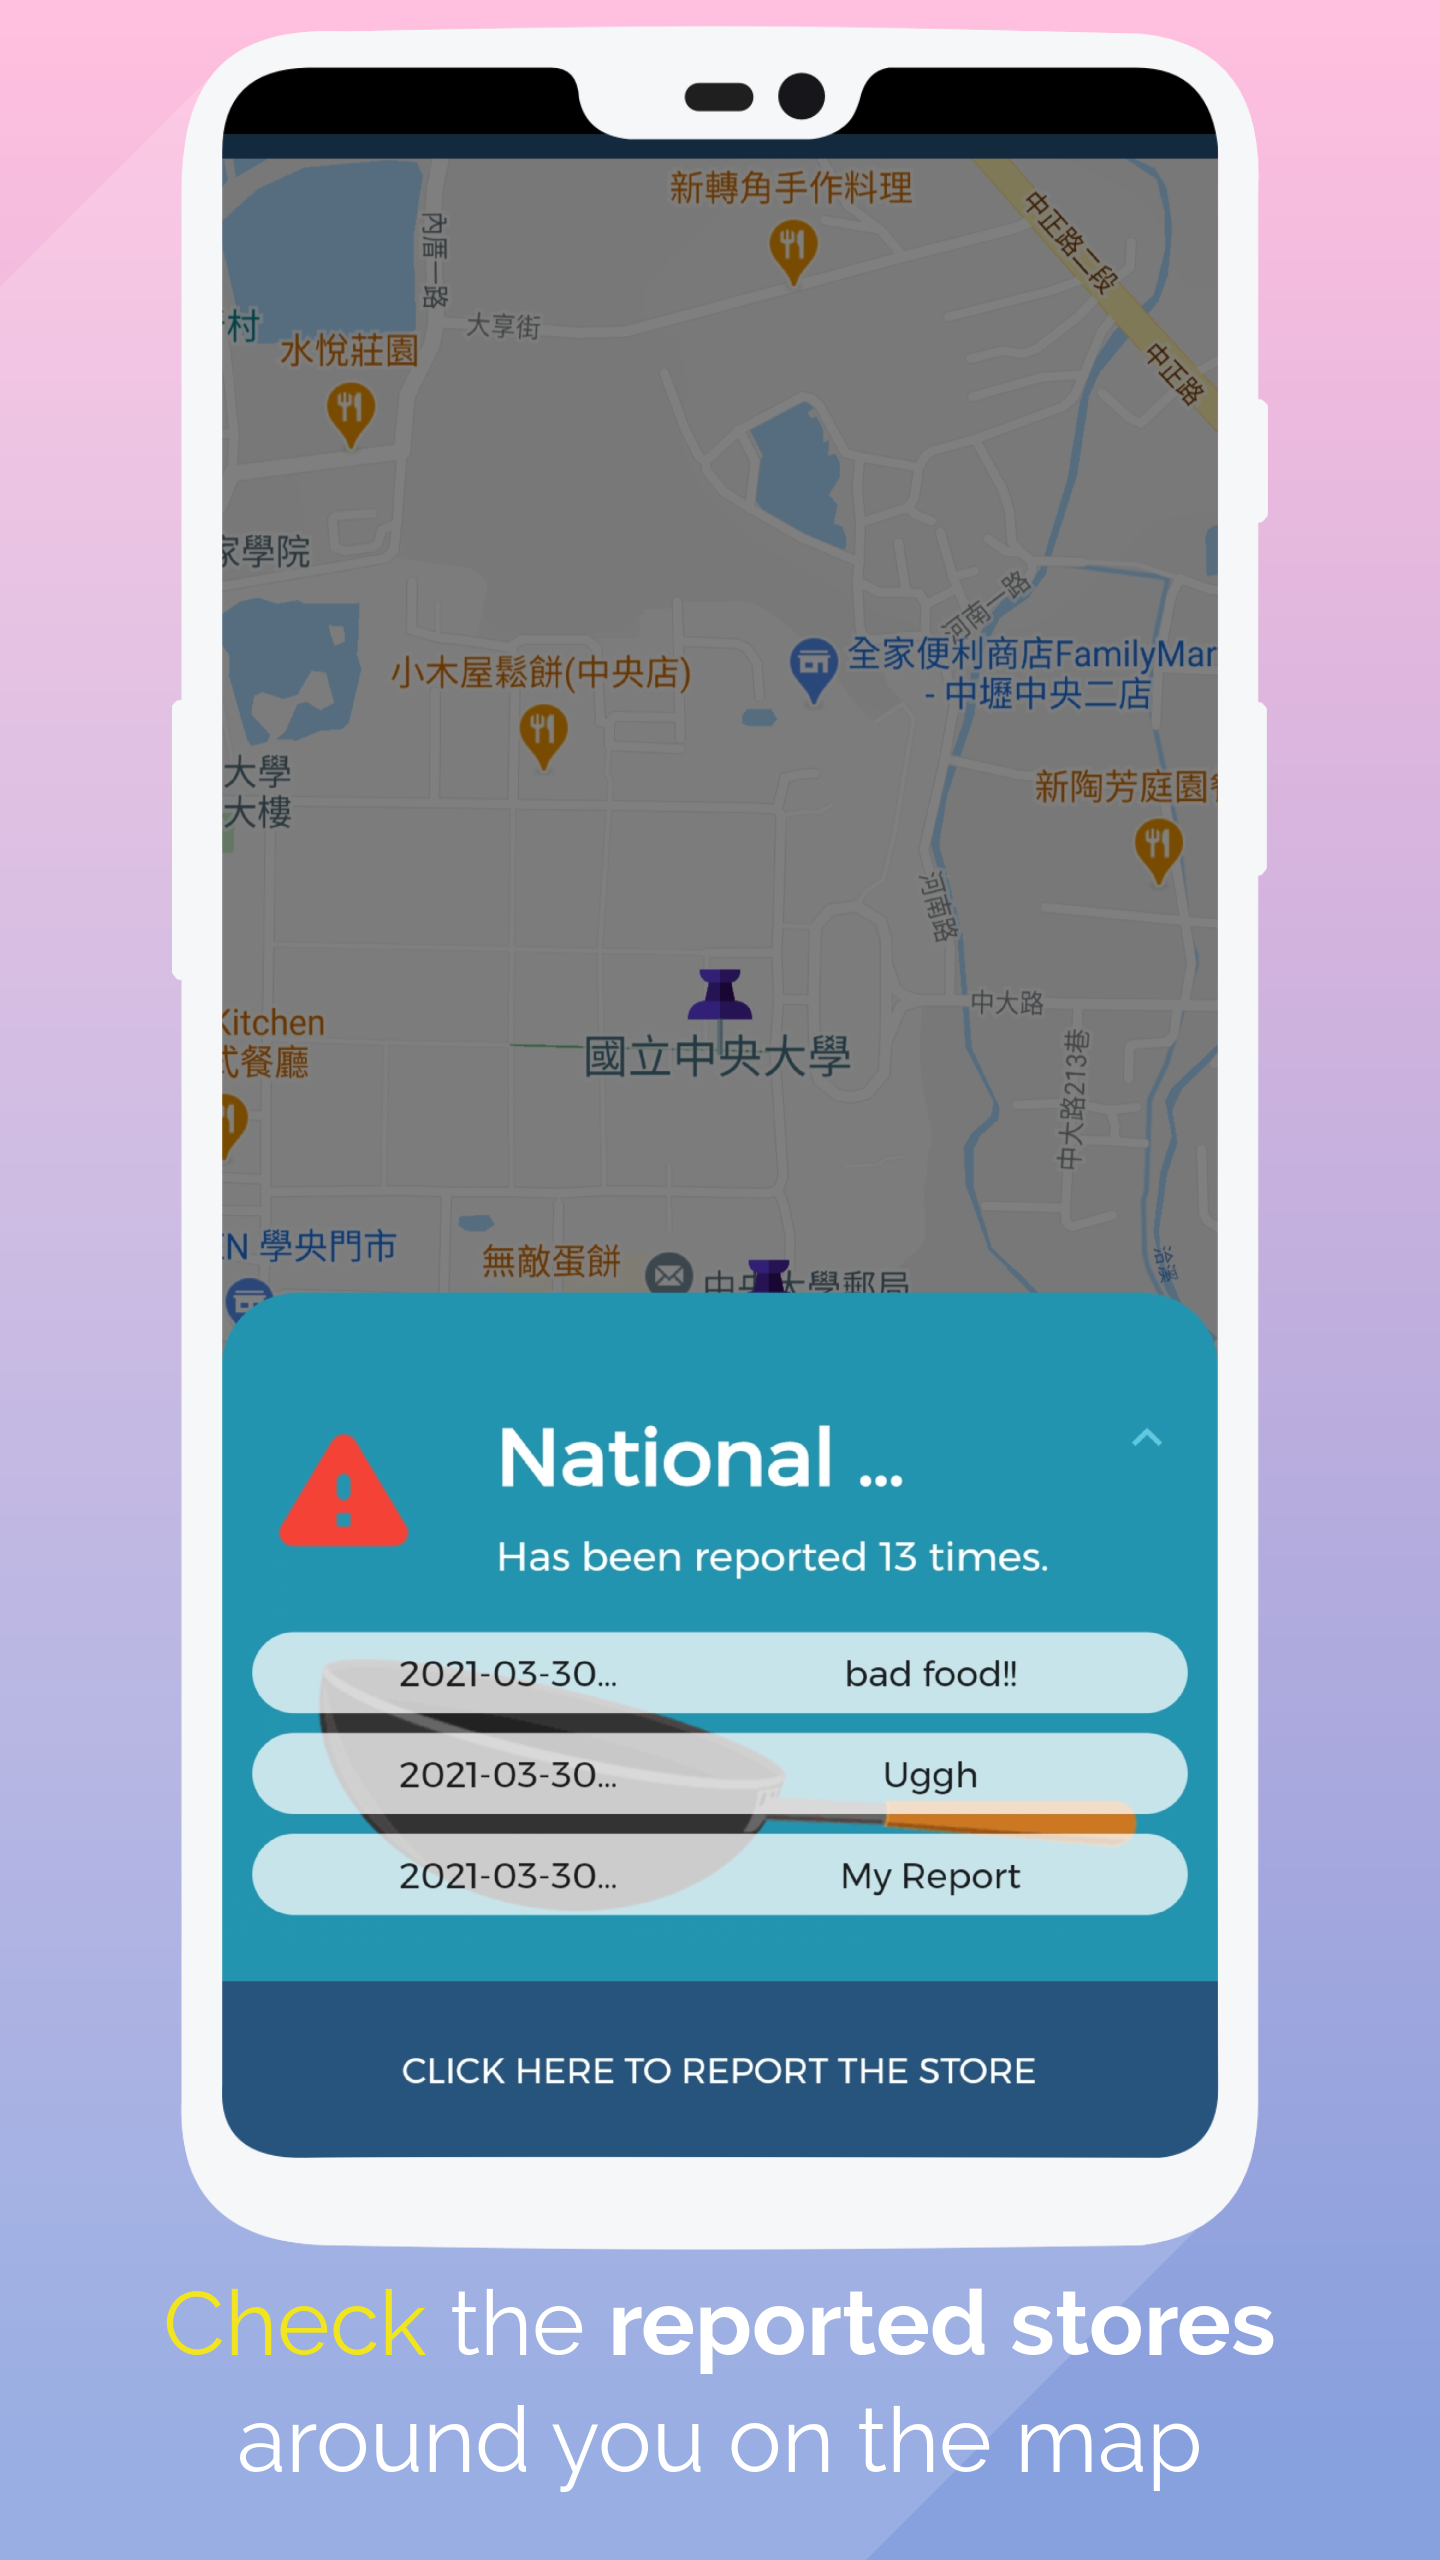 新轉角手作料理
中正路二段
內厝一路
村
大享街
水悅莊園
中正路
家學院
河南一路
小木屋鬆餅(中央店)
全家便利商店FamilyMar
- 中壢中央二店
大學
大樓
新陶芳庭園
河南路
Kitchen
式餐廳
中大路
國立中央大學
中大路213巷
N 學央門市
無敵蛋餅
中央大學郵局
洽溪
National ...
Has been reported 13 times.
2021-03-30... bad food!!
2021-03-30... Uggh
2021-03-30... My Report
CLICK HERE TO REPORT THE STORE
Check the reported stores
around you on the map